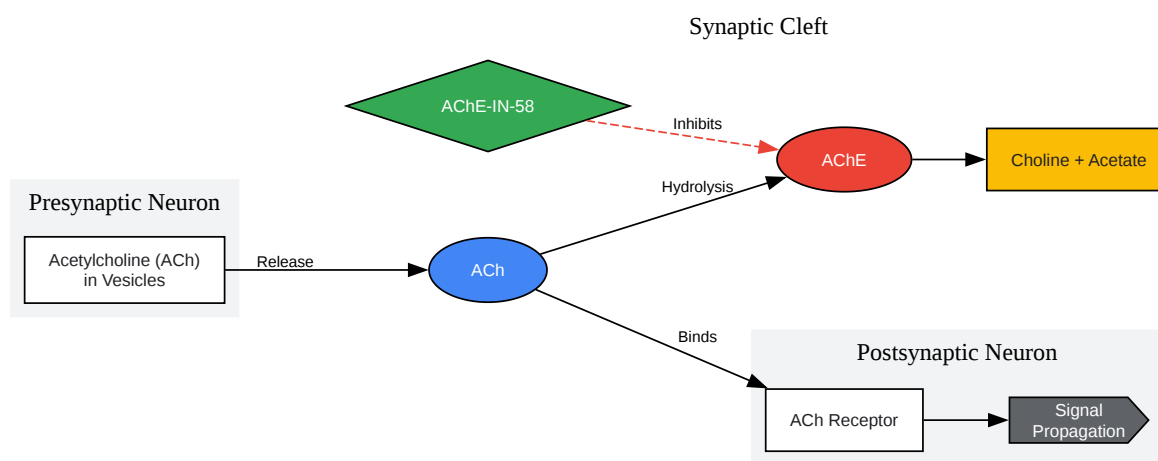 Synaptic Cleft
AChE-IN-58
Inhibits
AChE
Choline + Acetate
Hydrolysis
Presynaptic Neuron
Acetylcholine (ACh)
in Vesicles
Release
ACh
Binds
Postsynaptic Neuron
ACh Receptor
Signal
Propagation